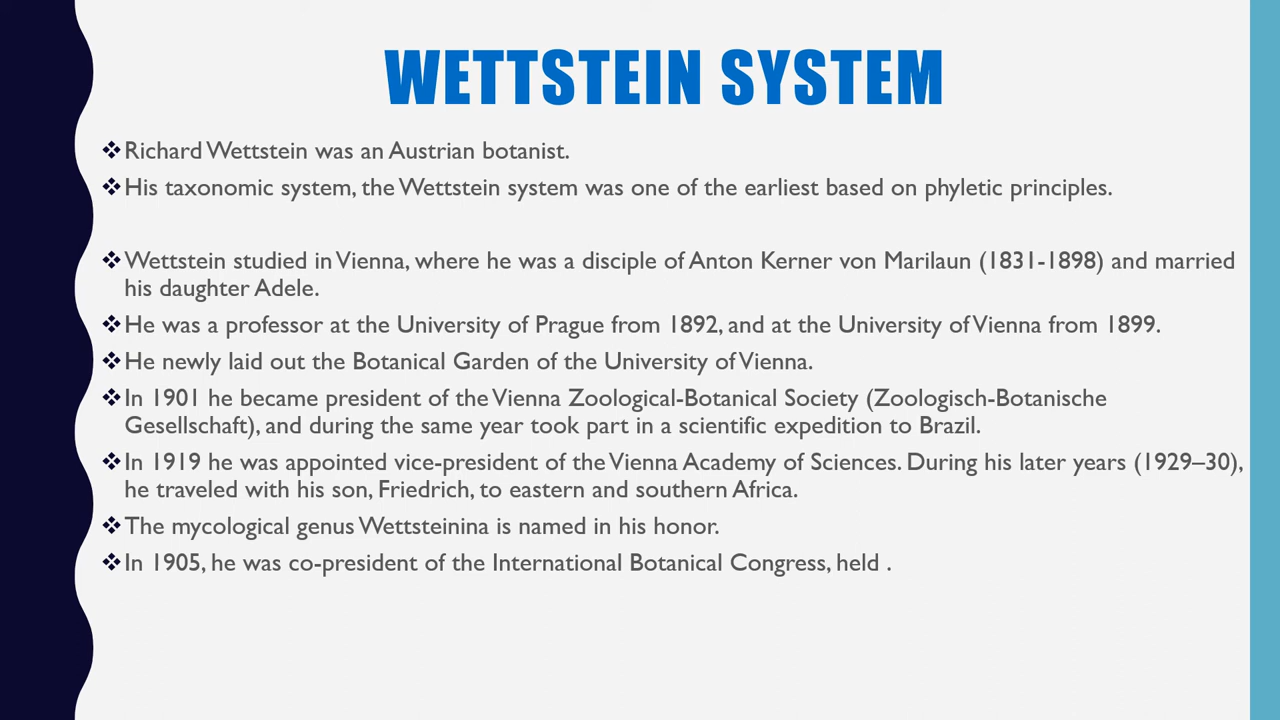 WETTSTEIN SYSTEM
❖Richard Wettstein was an Austrian botanist.
❖His taxonomic system, the Wettstein system was one of the earliest based on phyletic principles.
❖Wettstein studied in Vienna, where he was a disciple of Anton Kerner von Marilaun (1831-1898) and married
his daughter Adele.
❖He was a professor at the University of Prague from 1892, and at the University of Vienna from 1899.
❖He newly laid out the Botanical Garden of the University of Vienna.
❖In 1901 he became president of the Vienna Zoological-Botanical Society (Zoologisch-Botanische
Gesellschaft), and during the same year took part in a scientific expedition to Brazil.
❖In 1919 he was appointed vice-president of the Vienna Academy of Sciences. During his later years (1929–30),
he traveled with his son, Friedrich, to eastern and southern Africa.
❖The mycological genus Wettsteinina is named in his honor.
❖In 1905, he was co-president of the International Botanical Congress, held .